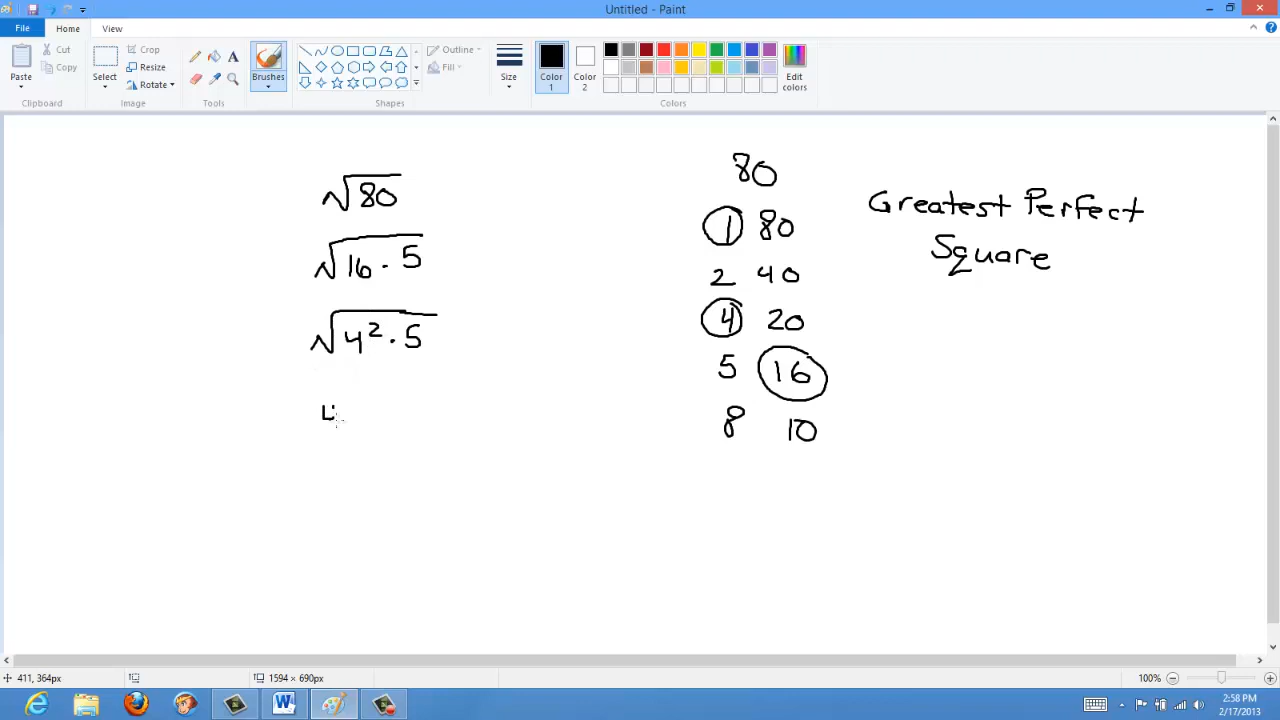 Untitled - Paint
File Home View
Paste Cut Copy Clipboard
Select Crop Resize Rotate Image
Tools
Brushes
Shapes
Outline Fill
Size
Color 1
Color 2
Edit colors
Colors
√80
√16 · 5
√4² · 5
80
1 80
2 40
4 20
5 16
8 10
Greatest Perfect
Square
411, 364px
1594 × 690px
100%
2:58 PM
2/17/2013